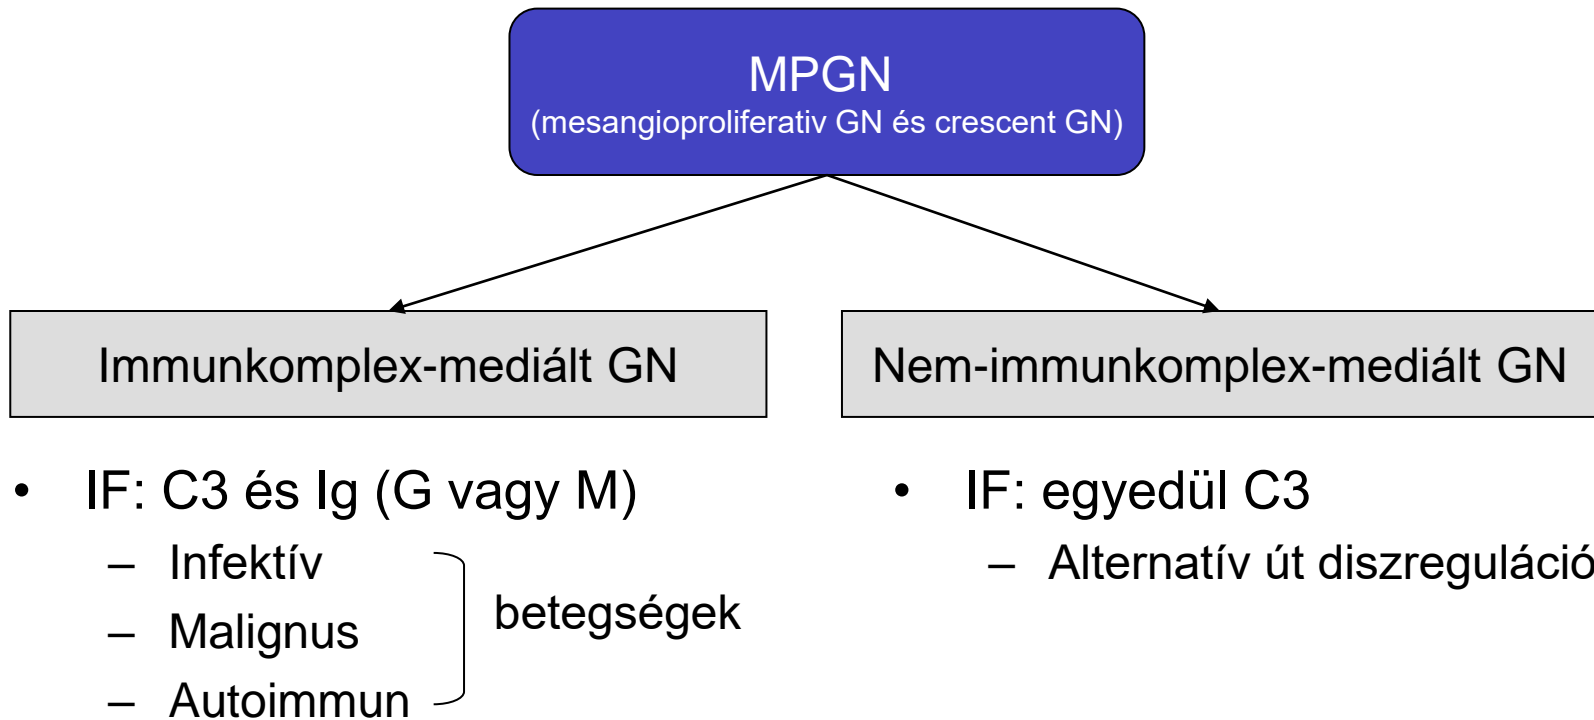 MPGN
(mesangioproliferativ GN és crescent GN)
Immunkomplex-mediált GN
Nem-immunkomplex-mediált GN
• IF: C3 és Ig (G vagy M)
– Infektív
– Malignus
– Autoimmun
betegségek
• IF: egyedül C3
– Alternatív út diszreguláció